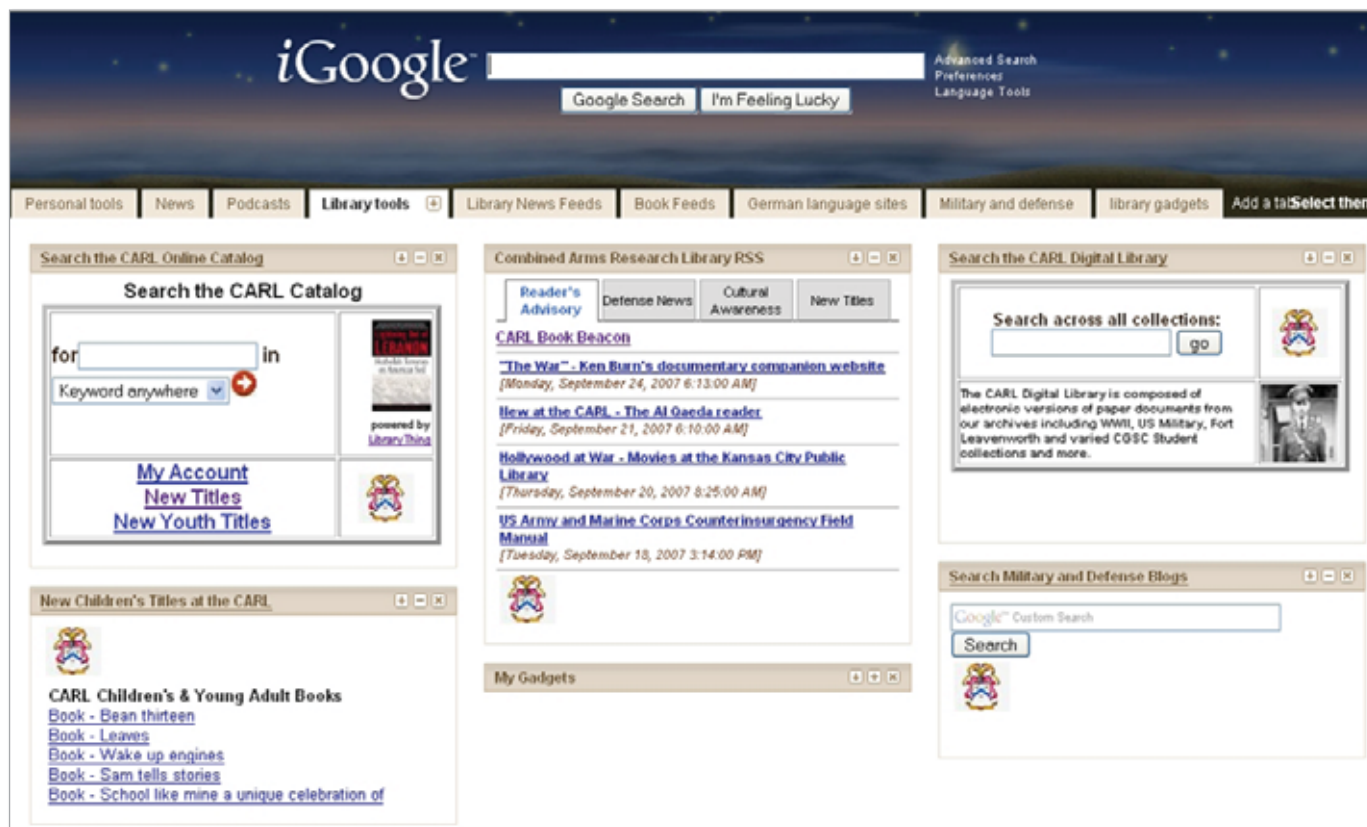 iGoogle™
Advanced Search
Preferences
Language Tools
Google Search I'm Feeling Lucky
Personal tools News Podcasts Library tools Library News Feeds Book Feeds German language sites Military and defense library gadgets Add a tab Select them
Search the CARL Online Catalog
Search the CARL Catalog
for in
Keyword anywhere
LEBANON
powered by
LibraryThing
My Account
New Titles
New Youth Titles
New Children's Titles at the CARL
CARL Children's & Young Adult Books
Book - Bean thirteen
Book - Leaves
Book - Wake up engines
Book - Sam tells stories
Book - School like mine a unique celebration of
Combined Arms Research Library RSS
Reader's
Advisory
Defense News
Cultural
Awareness
New Titles
CARL Book Beacon
"The War" - Ken Burn's documentary companion website
[Monday, September 24, 2007 6:13:00 AM]
New at the CARL - The Al Qaeda reader
[Friday, September 21, 2007 6:10:00 AM]
Hollywood at War - Movies at the Kansas City Public
Library
[Thursday, September 20, 2007 8:25:00 AM]
US Army and Marine Corps Counterinsurgency Field
Manual
[Tuesday, September 18, 2007 3:14:00 PM]
My Gadgets
Search the CARL Digital Library
Search across all collections:
go
The CARL Digital Library is composed of
electronic versions of paper documents from
our archives including WWII, US Military, Fort
Leavenworth and varied CGSC Student
collections and more.
Search Military and Defense Blogs
Google™ Custom Search
Search